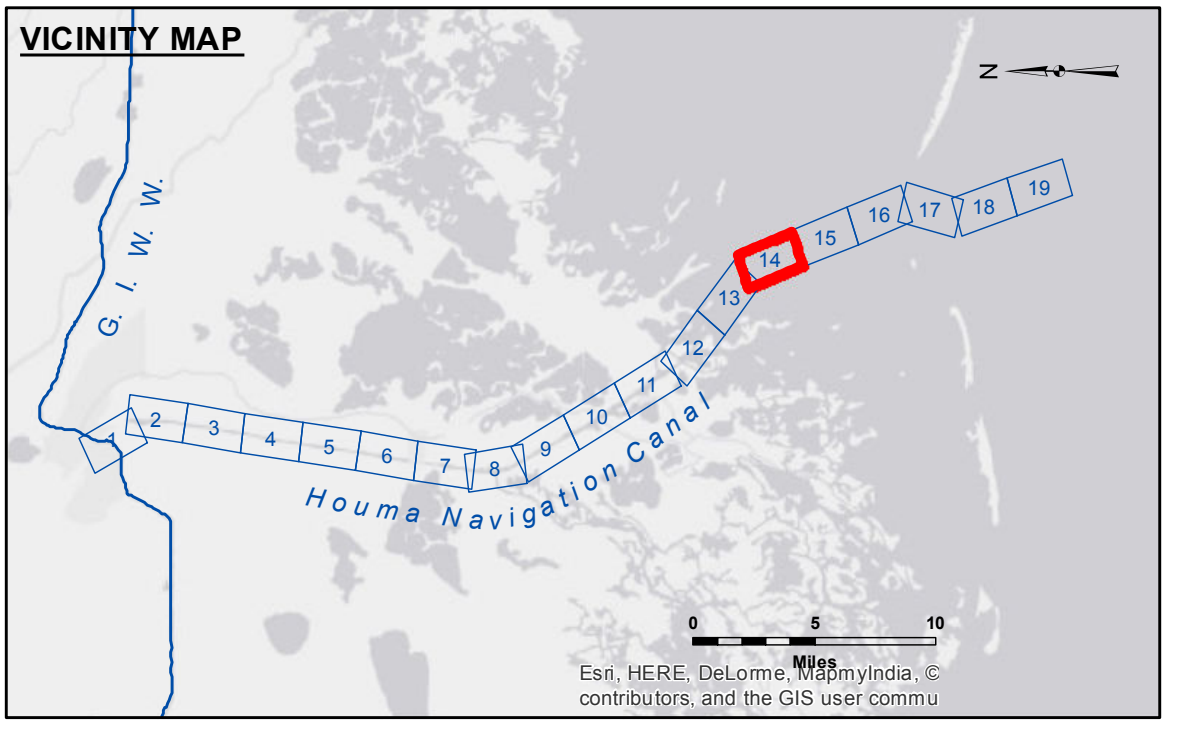 VICINITY MAP
N
G. I. W. W.
1
2
3
4
5
6
7
8
9
10
11
12
13
14
15
16
17
18
19
Houma Navigation Canal
0 5 10
Miles
Esri, HERE, DeLorme, MapmyIndia, ©
contributors, and the GIS user commu